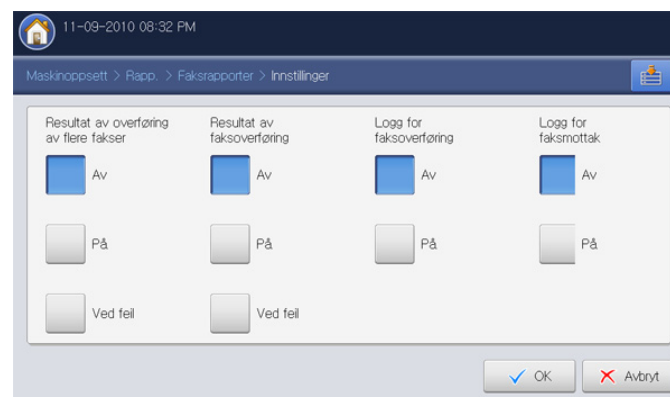 11-09-2010 08:32 PM
Maskinoppsett > Rapp. > Faksrapporter > Innstillinger
Resultat av overføring
av flere fakser
Resultat av
faksoverføring
Logg for
faksoverføring
Logg for
faksmottak
Av
Av
Av
Av
På
På
På
På
Ved feil
Ved feil
OK
Avbryt